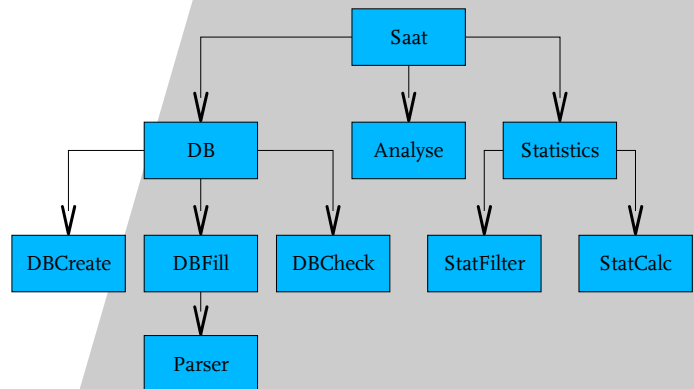 Saat
DB
Analyse
Statistics
DBCreate
DBFill
DBCheck
StatFilter
StatCalc
Parser